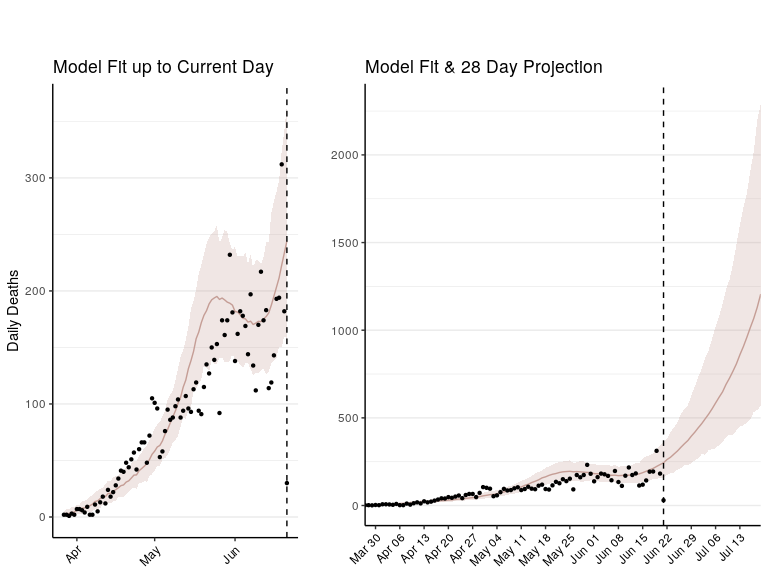 Model Fit up to Current Day
Daily Deaths
300
200
100
0
Apr
May
Jun
Model Fit & 28 Day Projection
2000
1500
1000
500
0
Mar 30
Apr 06
Apr 13
Apr 20
Apr 27
May 04
May 11
May 18
May 25
Jun 01
Jun 08
Jun 15
Jun 22
Jun 29
Jul 06
Jul 13